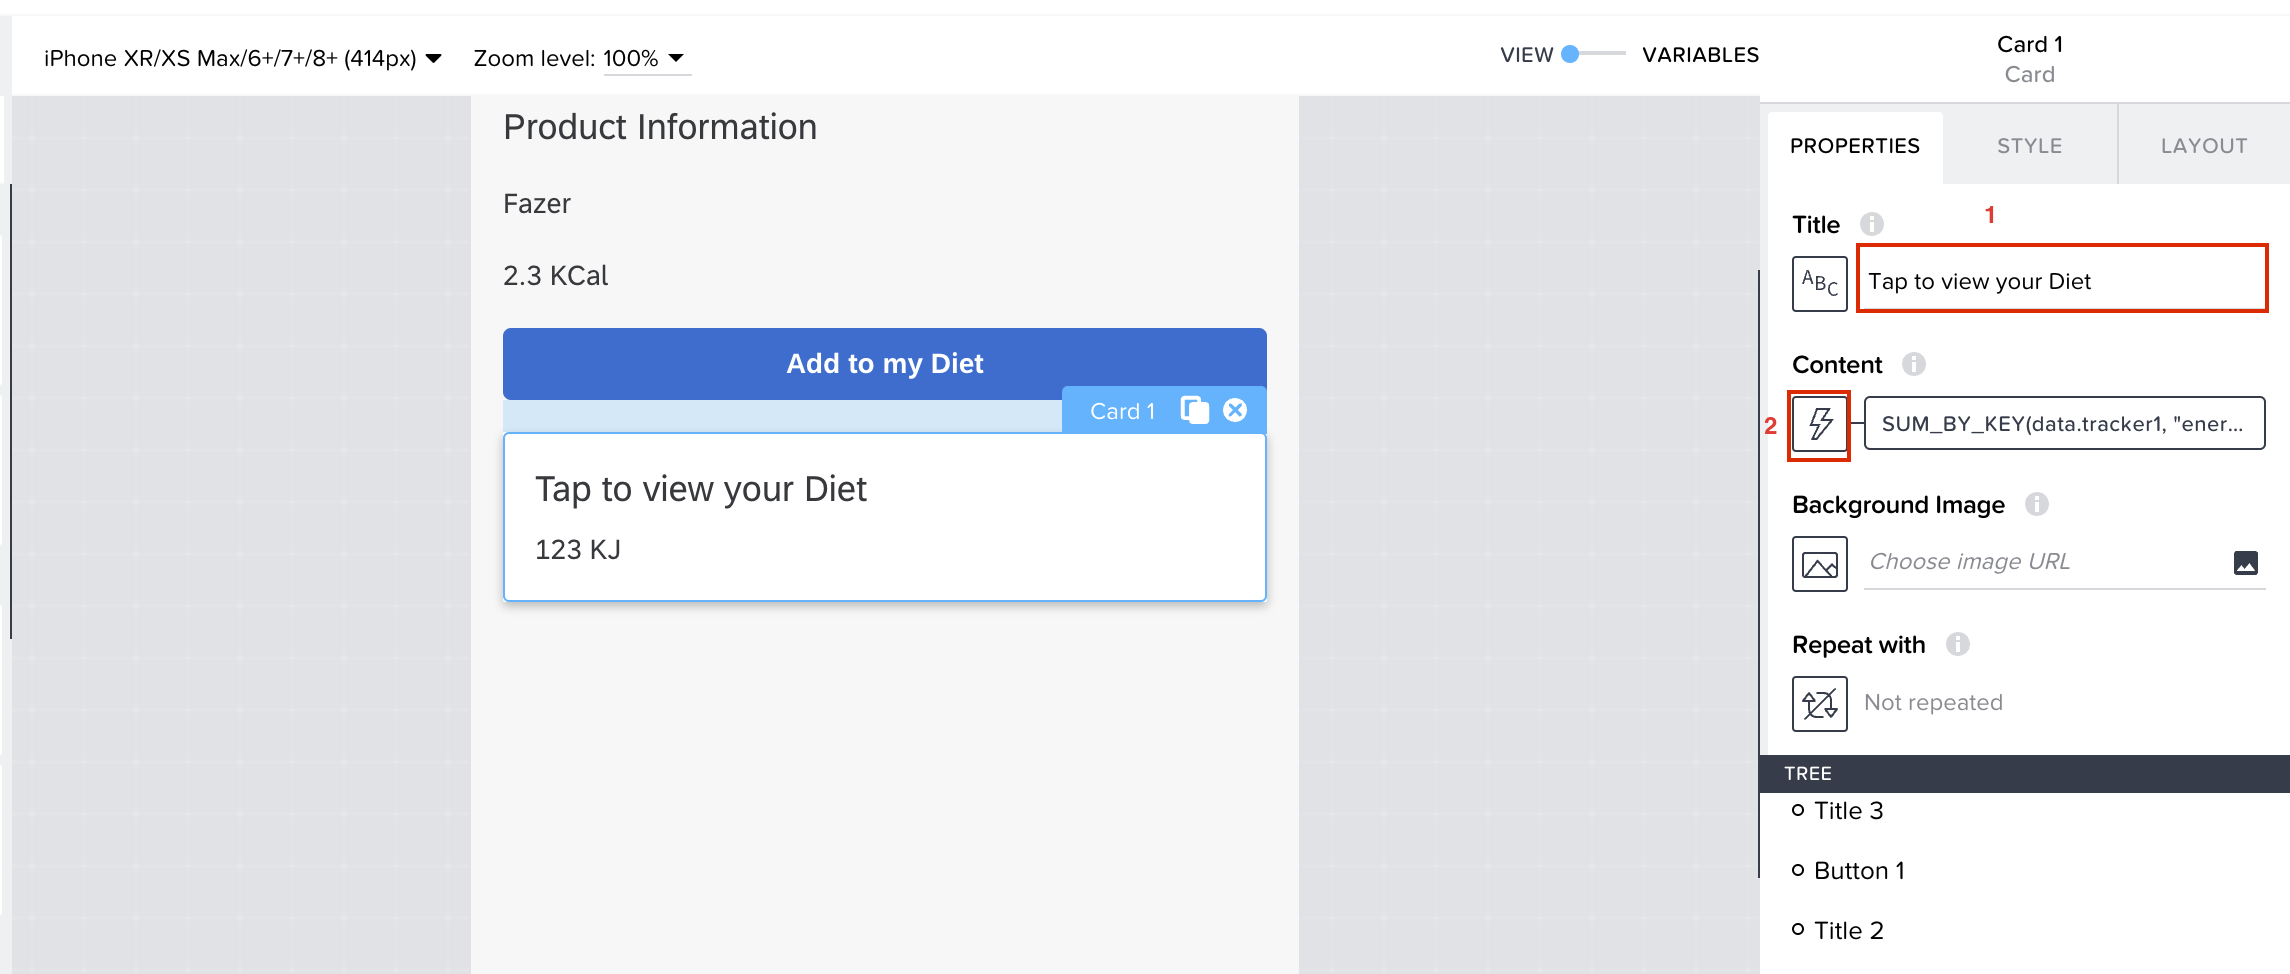 iPhone XR/XS Max/6+/7+/8+ (414px)
Zoom level: 100%
VIEW
VARIABLES
Card 1
Card
PROPERTIES
STYLE
LAYOUT
Product Information
Fazer
2.3 KCal
Add to my Diet
Card 1
Tap to view your Diet
123 KJ
Title
1
ABC
Tap to view your Diet
Content
2
SUM_BY_KEY(data.tracker1, "ener...
Background Image
Choose image URL
Repeat with
Not repeated
TREE
Title 3
Button 1
Title 2